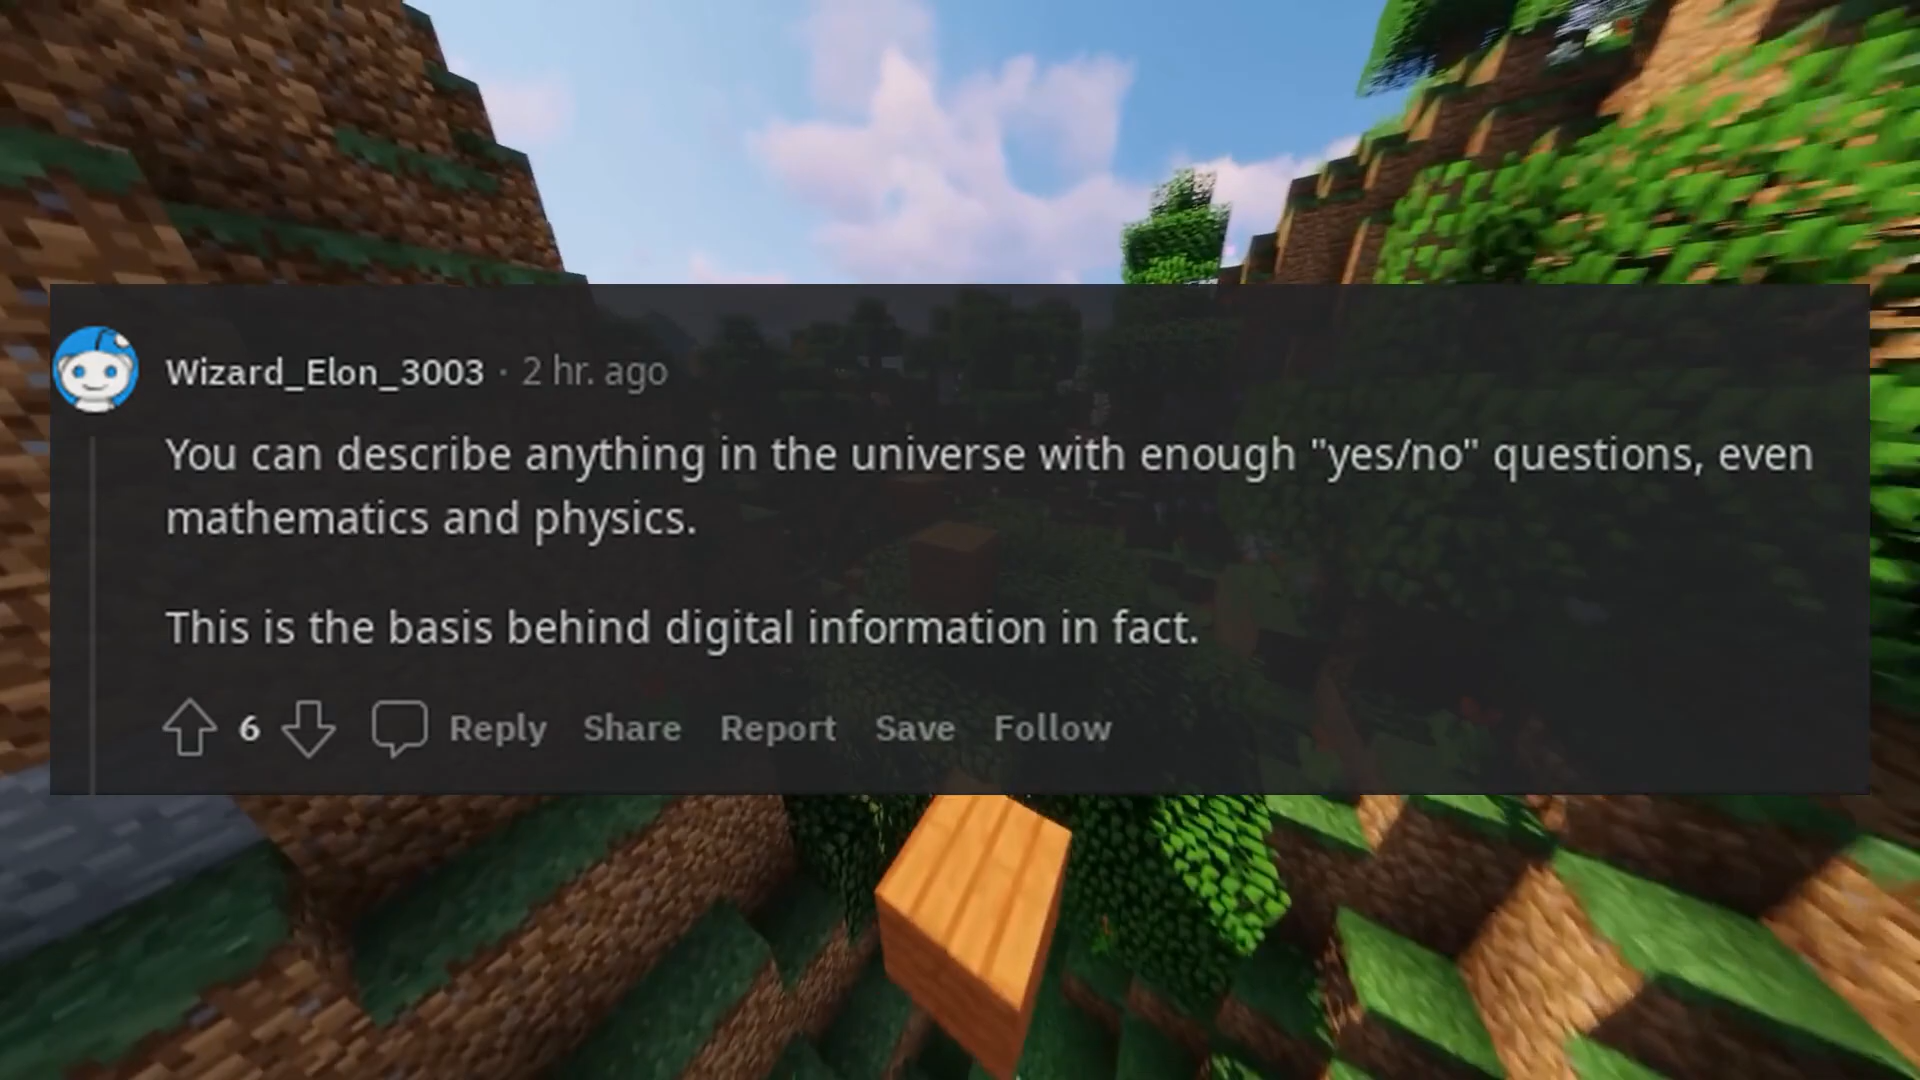 Wizard_Elon_3003 · 2 hr. ago
You can describe anything in the universe with enough "yes/no" questions, even
mathematics and physics.
This is the basis behind digital information in fact.
6 Reply Share Report Save Follow